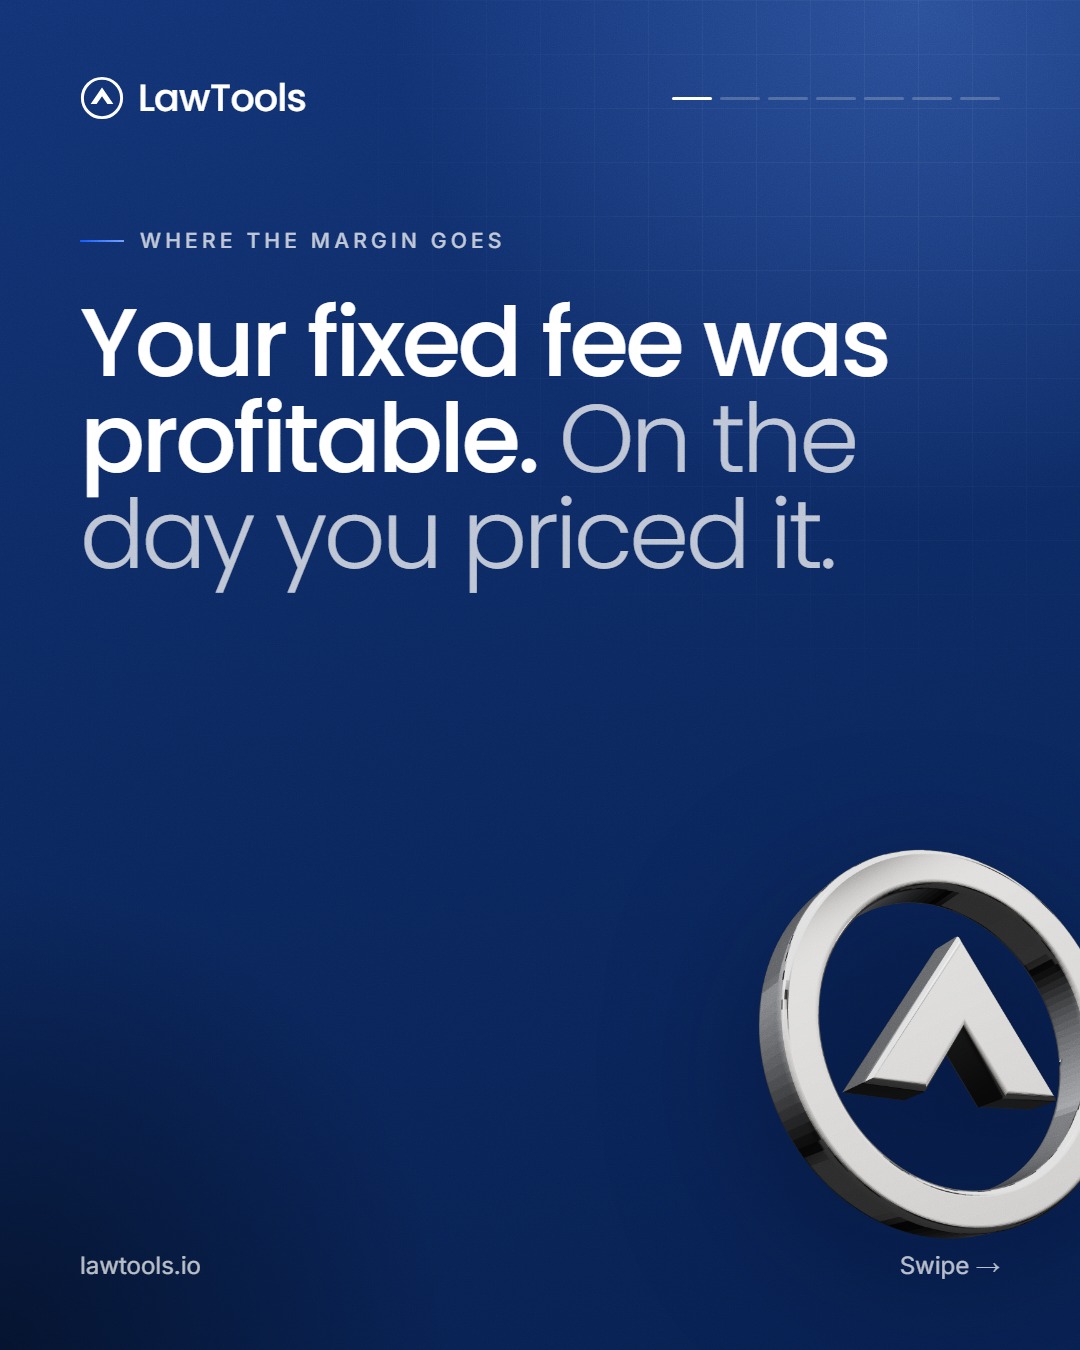 LawTools
WHERE THE MARGIN GOES
Your fixed fee was
profitable. On the
day you priced it.
lawtools.io
Swipe →